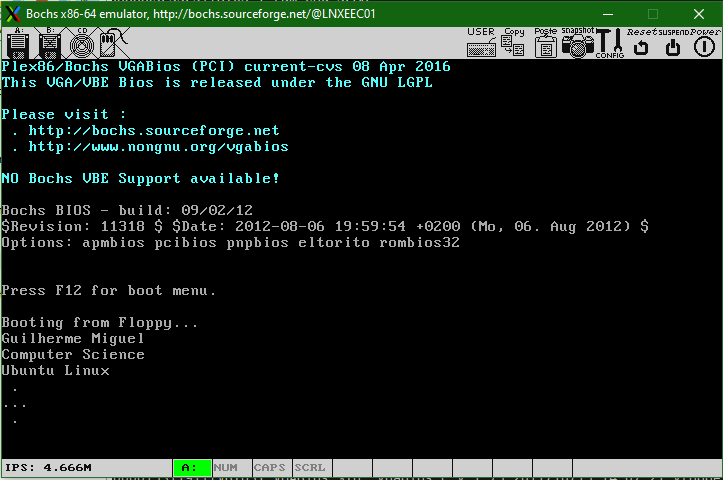 Bochs x86-64 emulator, http://bochs.sourceforge.net/@LNXEEC01
A: B: CD USER Copy Paste snapshot CONFIG Reset SUSPEND Power
Plex86/Bochs VGABios (PCI) current-cvs 08 Apr 2016
This VGA/VBE Bios is released under the GNU LGPL
Please visit :
. http://bochs.sourceforge.net
. http://www.nongnu.org/vgabios
NO Bochs VBE Support available!
Bochs BIOS - build: 09/02/12
$Revision: 11318 $ $Date: 2012-08-06 19:59:54 +0200 (Mo, 06. Aug 2012) $
Options: apmbios pcibios pnpbios eltorito rombios32
Press F12 for boot menu.
Booting from Floppy...
Guilherme Miguel
Computer Science
Ubuntu Linux
.
...
.
IPS: 4.666M A: NUM CAPS SCRL